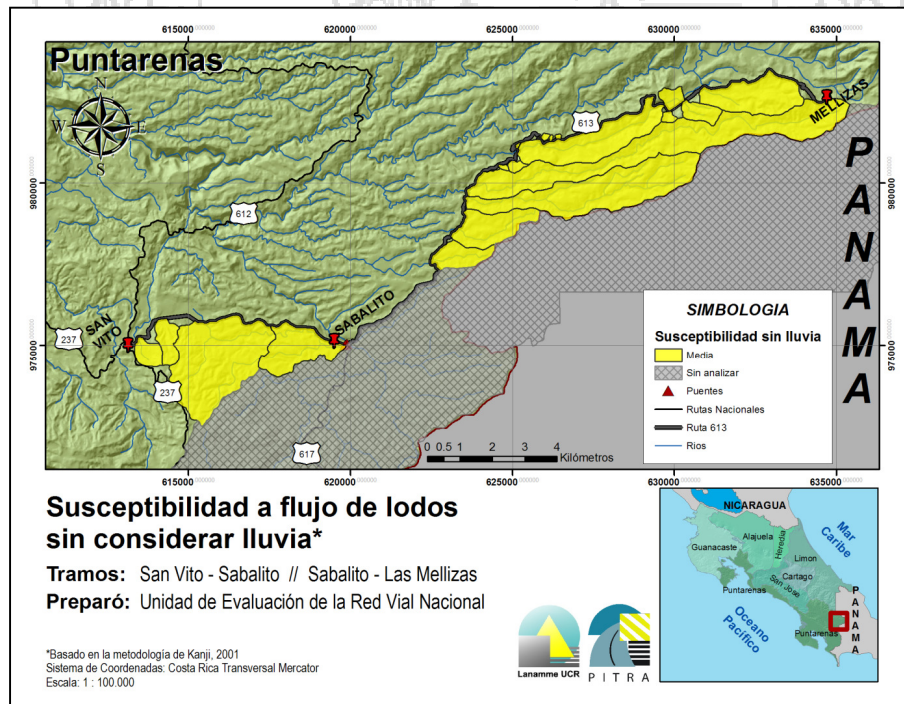 615000
620000
625000
630000
635000
Puntarenas
N
W
E
S
613
MELLIZAS
612
980000
980000
PANAMA
SAN VITO
237
SABALITO
237
617
975000
975000
SIMBOLOGIA
Susceptibilidad sin lluvia
Media
Sin analizar
Puentes
Rutas Nacionales
Ruta 613
Rios
0 0.5 1 2 3 4
Kilómetros
615000
620000
625000
630000
635000
Susceptibilidad a flujo de lodos
sin considerar lluvia*
Tramos: San Vito - Sabalito // Sabalito - Las Mellizas
Preparó: Unidad de Evaluación de la Red Vial Nacional
*Basado en la metodología de Kanji, 2001
Sistema de Coordenadas: Costa Rica Transversal Mercator
Escala: 1 : 100.000
Lanamme UCR
PITRA
NICARAGUA
Mar
Caribe
Guanacaste
Alajuela
Heredia
Limon
Cartago
San Jose
Puntarenas
Oceano
Pacífico
Puntarenas
PANAMA